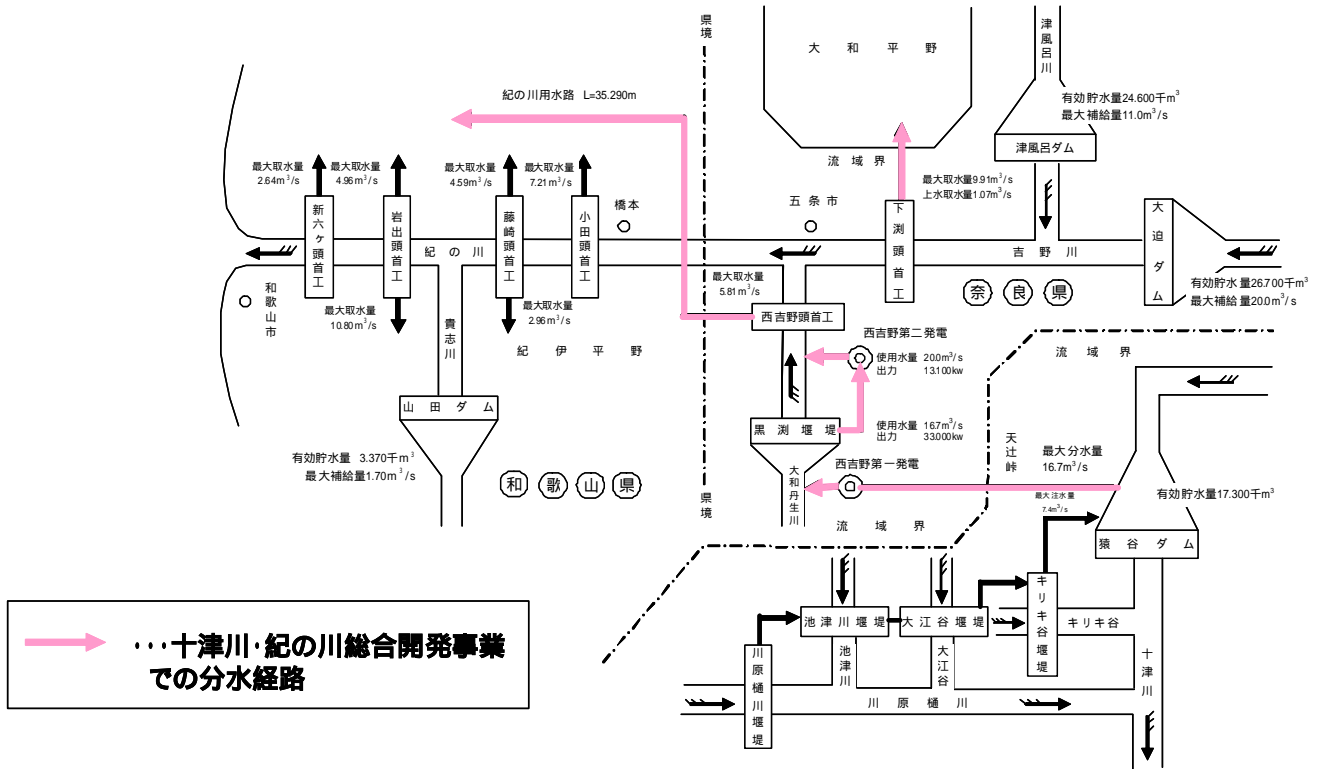 県境
大和平野
津風呂川
有効貯水量24.600千m³
最大補給量11.0m³/s
津風呂ダム
紀の川用水路 L=35.290m
流域界
最大取水量
2.64m³/s
最大取水量
4.96m³/s
最大取水量
4.59m³/s
最大取水量
7.21m³/s
最大取水量9.91m³/s
上水取水量1.07m³/s
新六ヶ頭首工
岩出頭首工
藤崎頭首工
小田頭首工
橋本
五条市
下渕頭首工
大迫ダム
紀の川
吉野川
和歌山市
最大取水量
10.80m³/s
最大取水量
2.96m³/s
最大取水量
5.81m³/s
奈良県
有効貯水量26.700千m³
最大補給量20.0m³/s
貴志川
紀伊平野
西吉野頭首工
西吉野第二発電
使用水量 20.0m³/s
出力 13.100kw
流域界
山田ダム
黒渕堰堤
使用水量 16.7m³/s
出力 33.000kw
有効貯水量 3.370千m³
最大補給量1.70m³/s
和歌山県
県境
大和丹生川
西吉野第一発電
天辻峠
最大分水量
16.7m³/s
最大注水量
7.4m³/s
有効貯水量17.300千m³
流域界
猿谷ダム
池津川堰堤
大江谷堰堤
キリキ谷堰堤
キリキ谷
川原樋川堰堤
池津川
大江谷
川原樋川
十津川
･･･十津川･紀の川総合開発事業
での分水経路